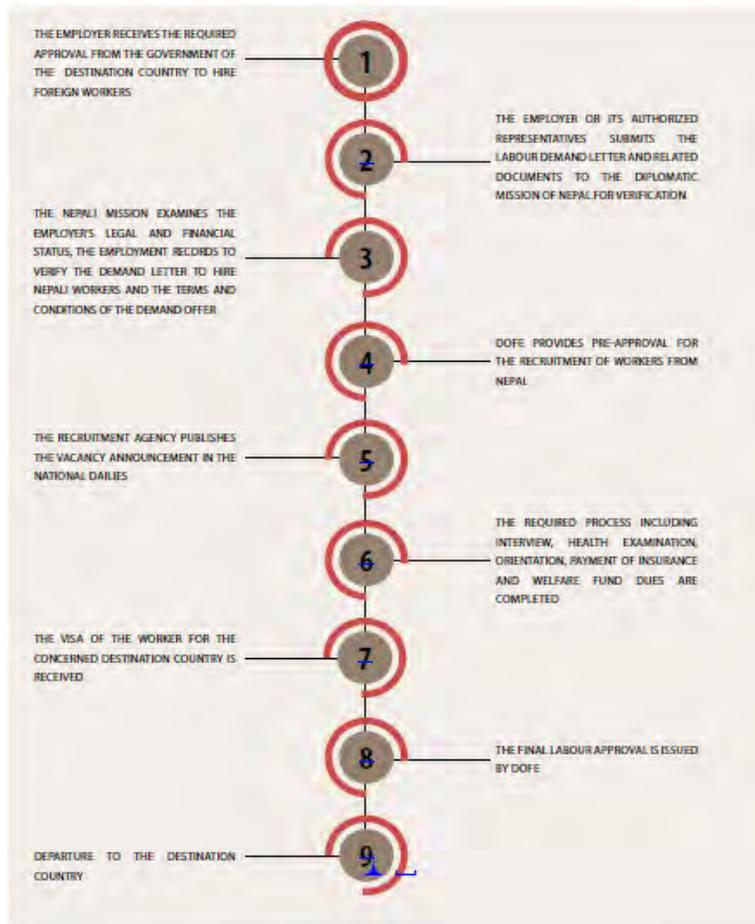 THE EMPLOYER RECEIVES THE REQUIRED
APPROVAL FROM THE GOVERNMENT OF
THE DESTINATION COUNTRY TO HIRE
FOREIGN WORKERS
1
THE EMPLOYER OR ITS AUTHORIZED
REPRESENTATIVES SUBMITS THE
LABOUR DEMAND LETTER AND RELATED
DOCUMENTS TO THE DIPLOMATIC
MISSION OF NEPAL FOR VERIFICATION
2
THE NEPALI MISSION EXAMINES THE
EMPLOYER'S LEGAL AND FINANCIAL
STATUS, THE EMPLOYMENT RECORDS TO
VERIFY THE DEMAND LETTER TO HIRE
NEPALI WORKERS AND THE TERMS AND
CONDITIONS OF THE DEMAND OFFER
3
DOFE PROVIDES PRE-APPROVAL FOR
THE RECRUITMENT OF WORKERS FROM
NEPAL
4
THE RECRUITMENT AGENCY PUBLISHES
THE VACANCY ANNOUNCEMENT IN THE
NATIONAL DAILIES
5
THE REQUIRED PROCESS INCLUDING
INTERVIEW, HEALTH EXAMINATION,
ORIENTATION, PAYMENT OF INSURANCE
AND WELFARE FUND DUES ARE
COMPLETED
6
THE VISA OF THE WORKER FOR THE
CONCERNED DESTINATION COUNTRY IS
RECEIVED
7
THE FINAL LABOUR APPROVAL IS ISSUED
BY DOFE
8
DEPARTURE TO THE DESTINATION
COUNTRY
9